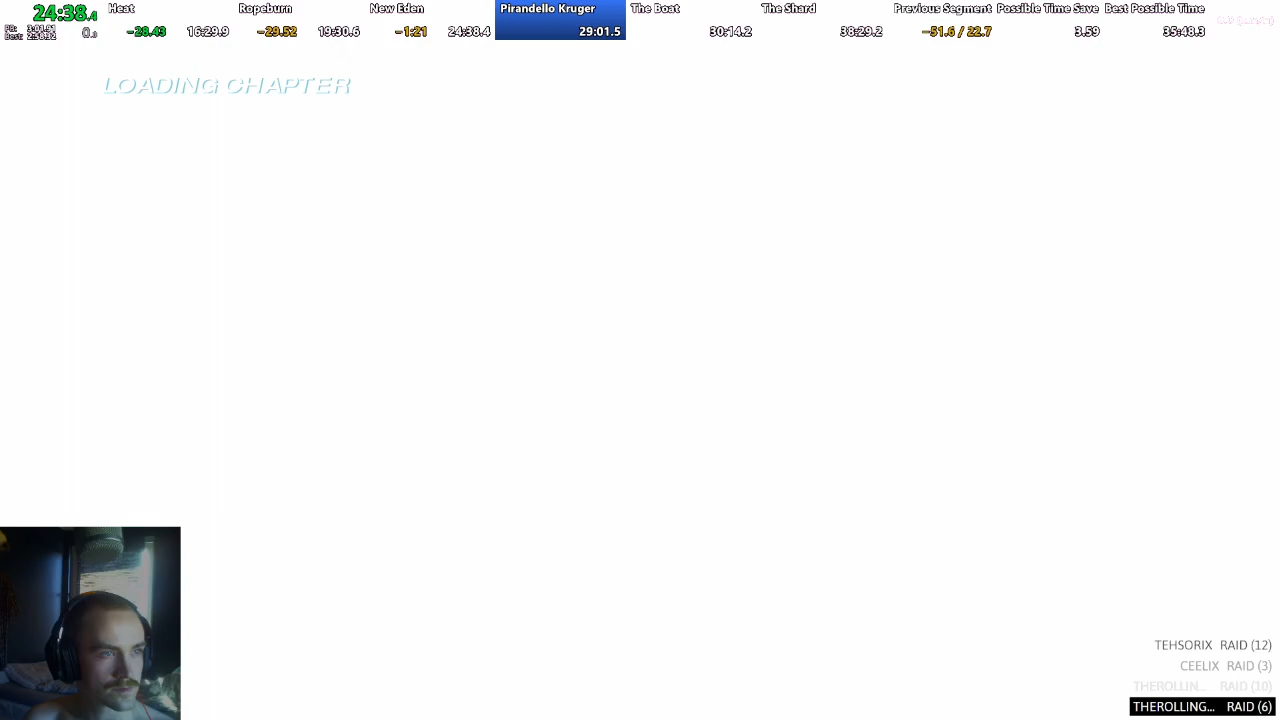 24:38.4 Heat Ropeburn New Eden Pirandello Kruger The Boat The Shard Previous Segment Possible Time Save Best Possible Time
-28.43 16:29.9 -29.52 19:30.6 -1:21 24:38.4 29:01.5 30:14.2 38:29.2 -51.6 / 22.7 3.59 35:48.3
LOADING CHAPTER
TEHSORIX RAID (12)
CEELIX RAID (3)
THEROLLIN... RAID (10)
THEROLLING... RAID (6)